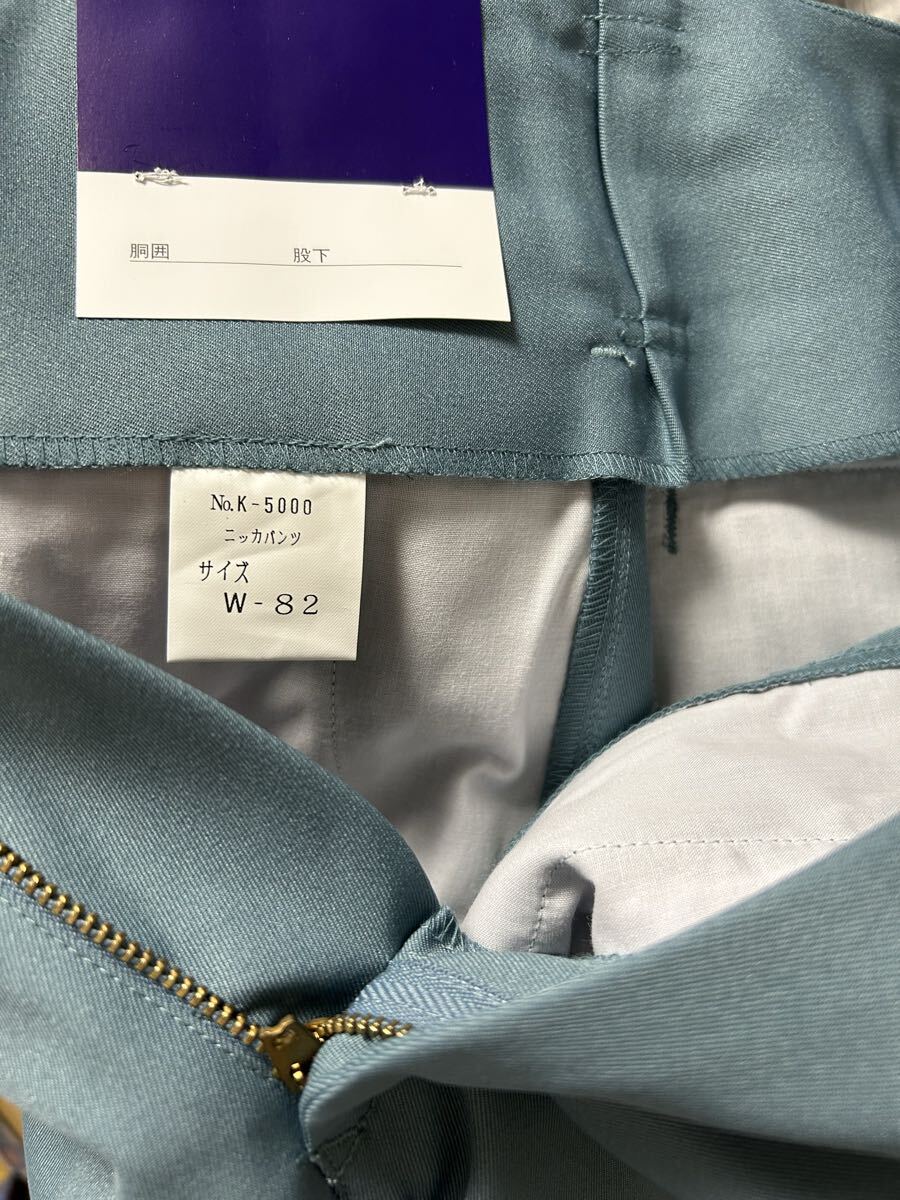 胴囲 股下
No.K-5000
ニッカパンツ
サイズ
W-82